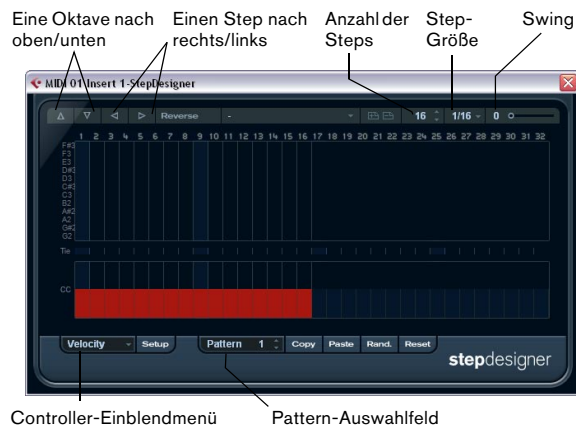 Eine Oktave nach oben/unten
Einen Step nach rechts/links
Anzahl der Steps
Step-Größe
Swing
MIDI 01 Insert 1-StepDesigner
Reverse - 16 1/16 0
1 2 3 4 5 6 7 8 9 10 11 12 13 14 15 16 17 18 19 20 21 22 23 24 25 26 27 28 29 30 31 32
F#3
F3
E3
D#3
D3
C#3
C3
B2
A#2
A2
G#2
G2
Tie
CC
Velocity Setup Pattern 1 Copy Paste Rand. Reset
stepdesigner
Controller-Einblendmenü
Pattern-Auswahlfeld